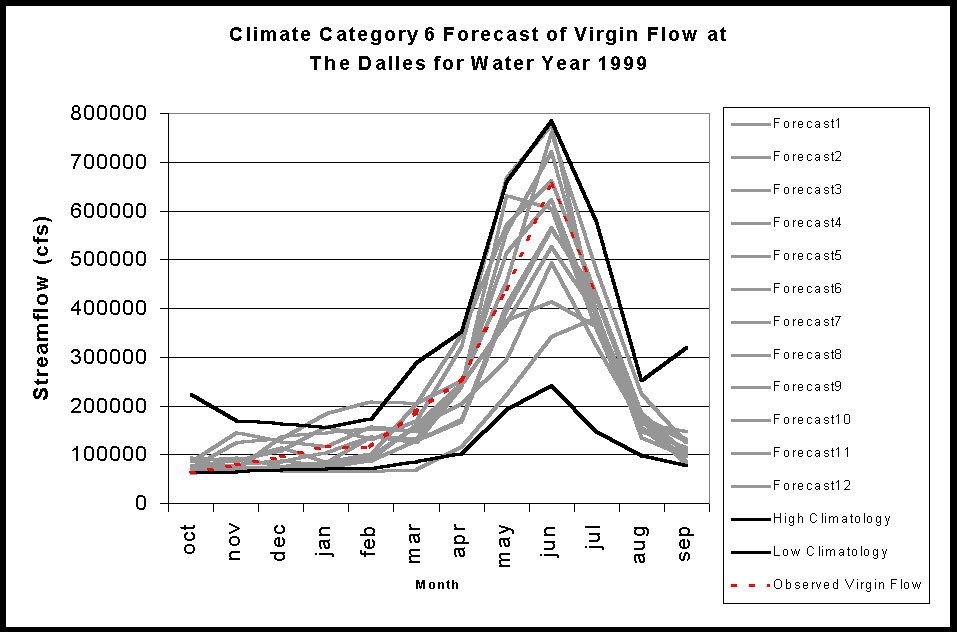 Climate Category 6 Forecast of Virgin Flow at
The Dalles for Water Year 1999
Streamflow (cfs)
800000
700000
600000
500000
400000
300000
200000
100000
0
oct nov dec jan feb mar apr may jun jul aug sep
Month
Forecast1
Forecast2
Forecast3
Forecast4
Forecast5
Forecast6
Forecast7
Forecast8
Forecast9
Forecast10
Forecast11
Forecast12
High Climatology
Low Climatology
Observed Virgin Flow